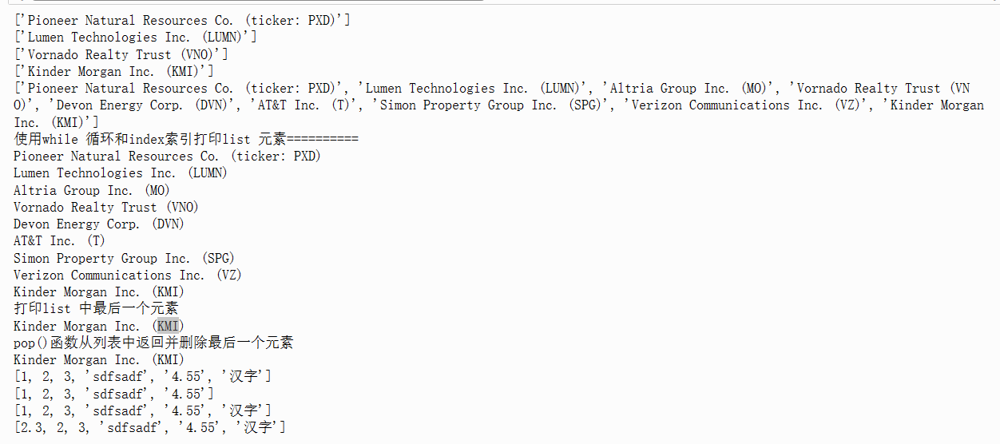 ['Pioneer Natural Resources Co. (ticker: PXD)']
['Lumen Technologies Inc. (LUMN)']
['Vornado Realty Trust (VNO)']
['Kinder Morgan Inc. (KMI)']
['Pioneer Natural Resources Co. (ticker: PXD)', 'Lumen Technologies Inc. (LUMN)', 'Altria Group Inc. (MO)', 'Vornado Realty Trust (VN
O)', 'Devon Energy Corp. (DVN)', 'AT&T Inc. (T)', 'Simon Property Group Inc. (SPG)', 'Verizon Communications Inc. (VZ)', 'Kinder Morgan
Inc. (KMI)']
使用while 循环和index索引打印list 元素==========
Pioneer Natural Resources Co. (ticker: PXD)
Lumen Technologies Inc. (LUMN)
Altria Group Inc. (MO)
Vornado Realty Trust (VNO)
Devon Energy Corp. (DVN)
AT&T Inc. (T)
Simon Property Group Inc. (SPG)
Verizon Communications Inc. (VZ)
Kinder Morgan Inc. (KMI)
打印list 中最后一个元素
Kinder Morgan Inc. (KMI)
pop()函数从列表中返回并删除最后一个元素
Kinder Morgan Inc. (KMI)
[1, 2, 3, 'sdfsadf', '4.55', '汉字']
[1, 2, 3, 'sdfsadf', '4.55']
[1, 2, 3, 'sdfsadf', '4.55', '汉字']
[2.3, 2, 3, 'sdfsadf', '4.55', '汉字']